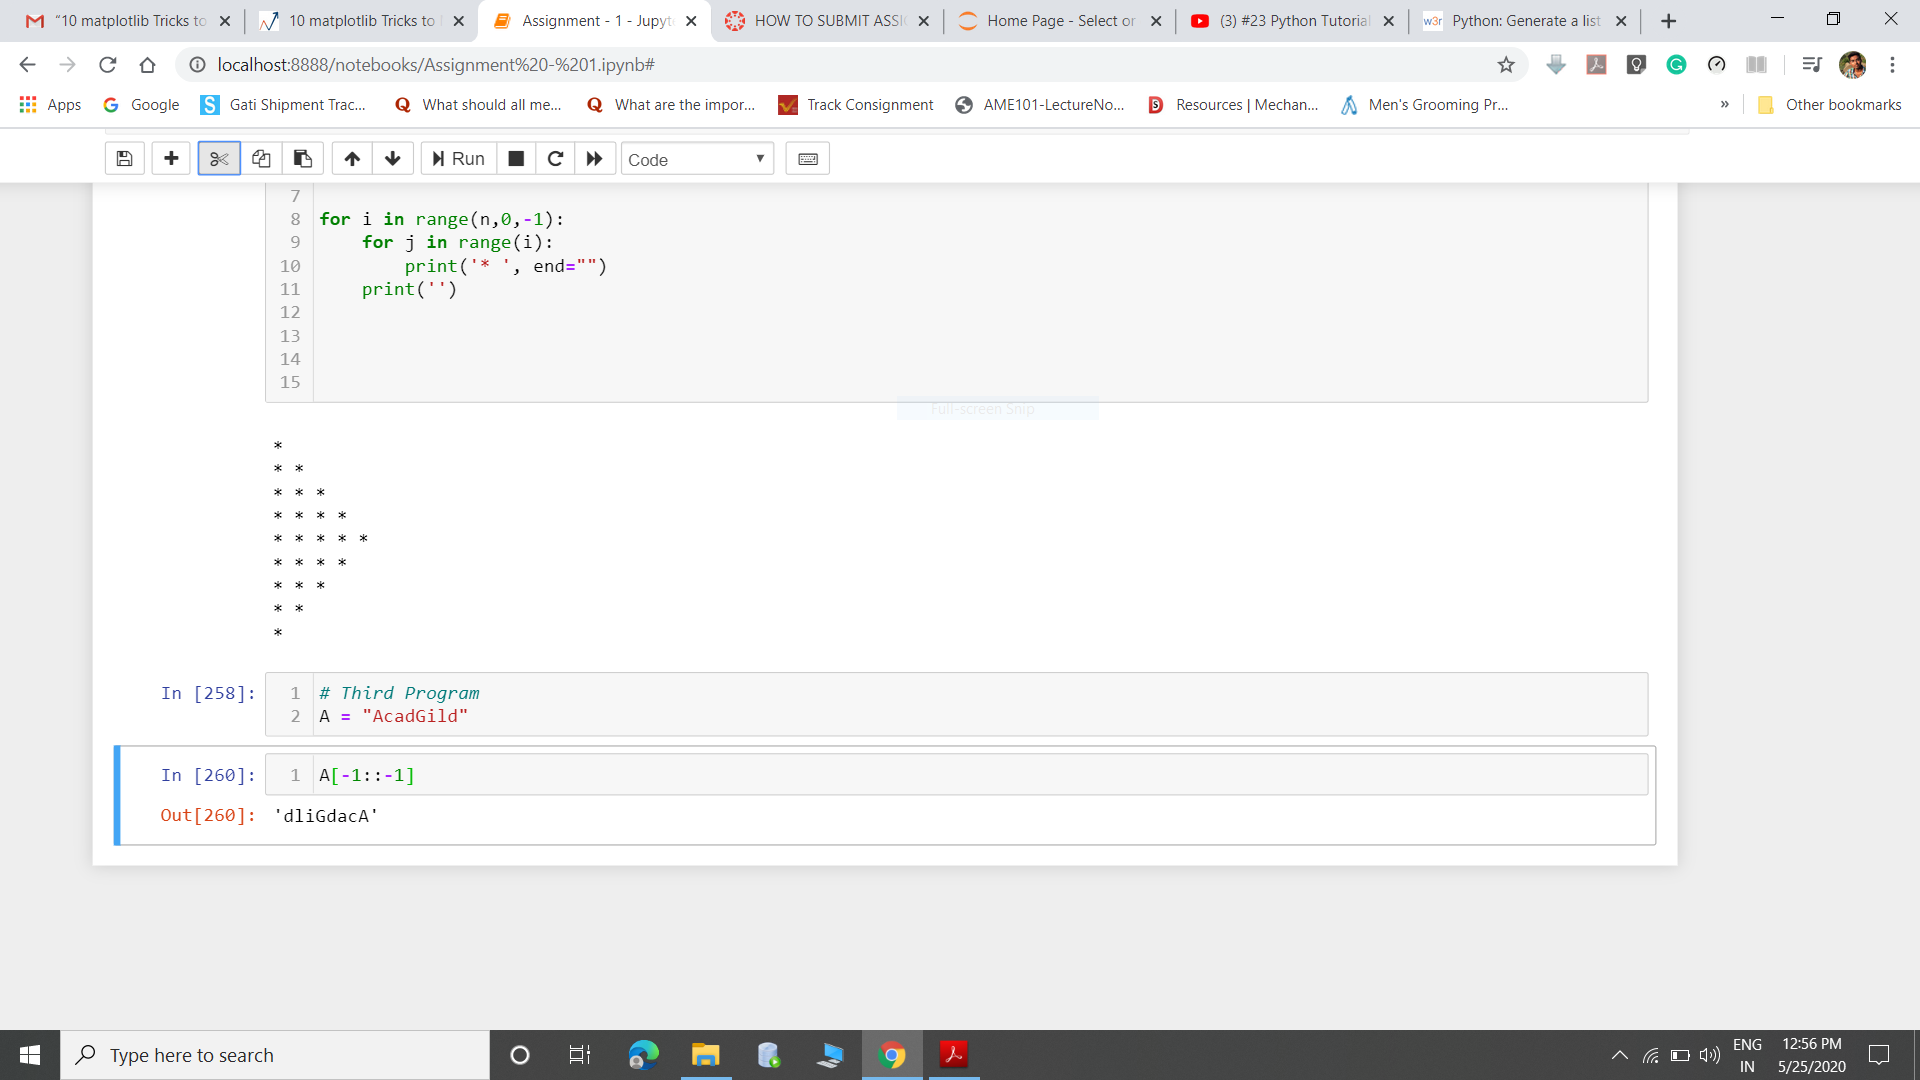 "10 matplotlib Tricks to
10 matplotlib Tricks to
Assignment - 1 - Jupyt
HOW TO SUBMIT ASSI
Home Page - Select or
(3) #23 Python Tutorial
w3r Python: Generate a list
localhost:8888/notebooks/Assignment%20-%201.ipynb#
Apps
Google
Gati Shipment Trac...
What should all me...
What are the impor...
Track Consignment
AME101-LectureNo...
Resources | Mechan...
Men's Grooming Pr...
»
Other bookmarks
Run
Code
7
8 for i in range(n,0,-1):
9     for j in range(i):
10         print('* ', end="")
11     print('')
12
13
14
15
Full-screen Snip
*
* *
* * *
* * * *
* * * * *
* * * *
* * *
* *
*
In [258]:
1 # Third Program
2 A = "AcadGild"
In [260]:
1 A[-1::-1]
Out[260]: 'dliGdacA'
Type here to search
ENG
IN
12:56 PM
5/25/2020